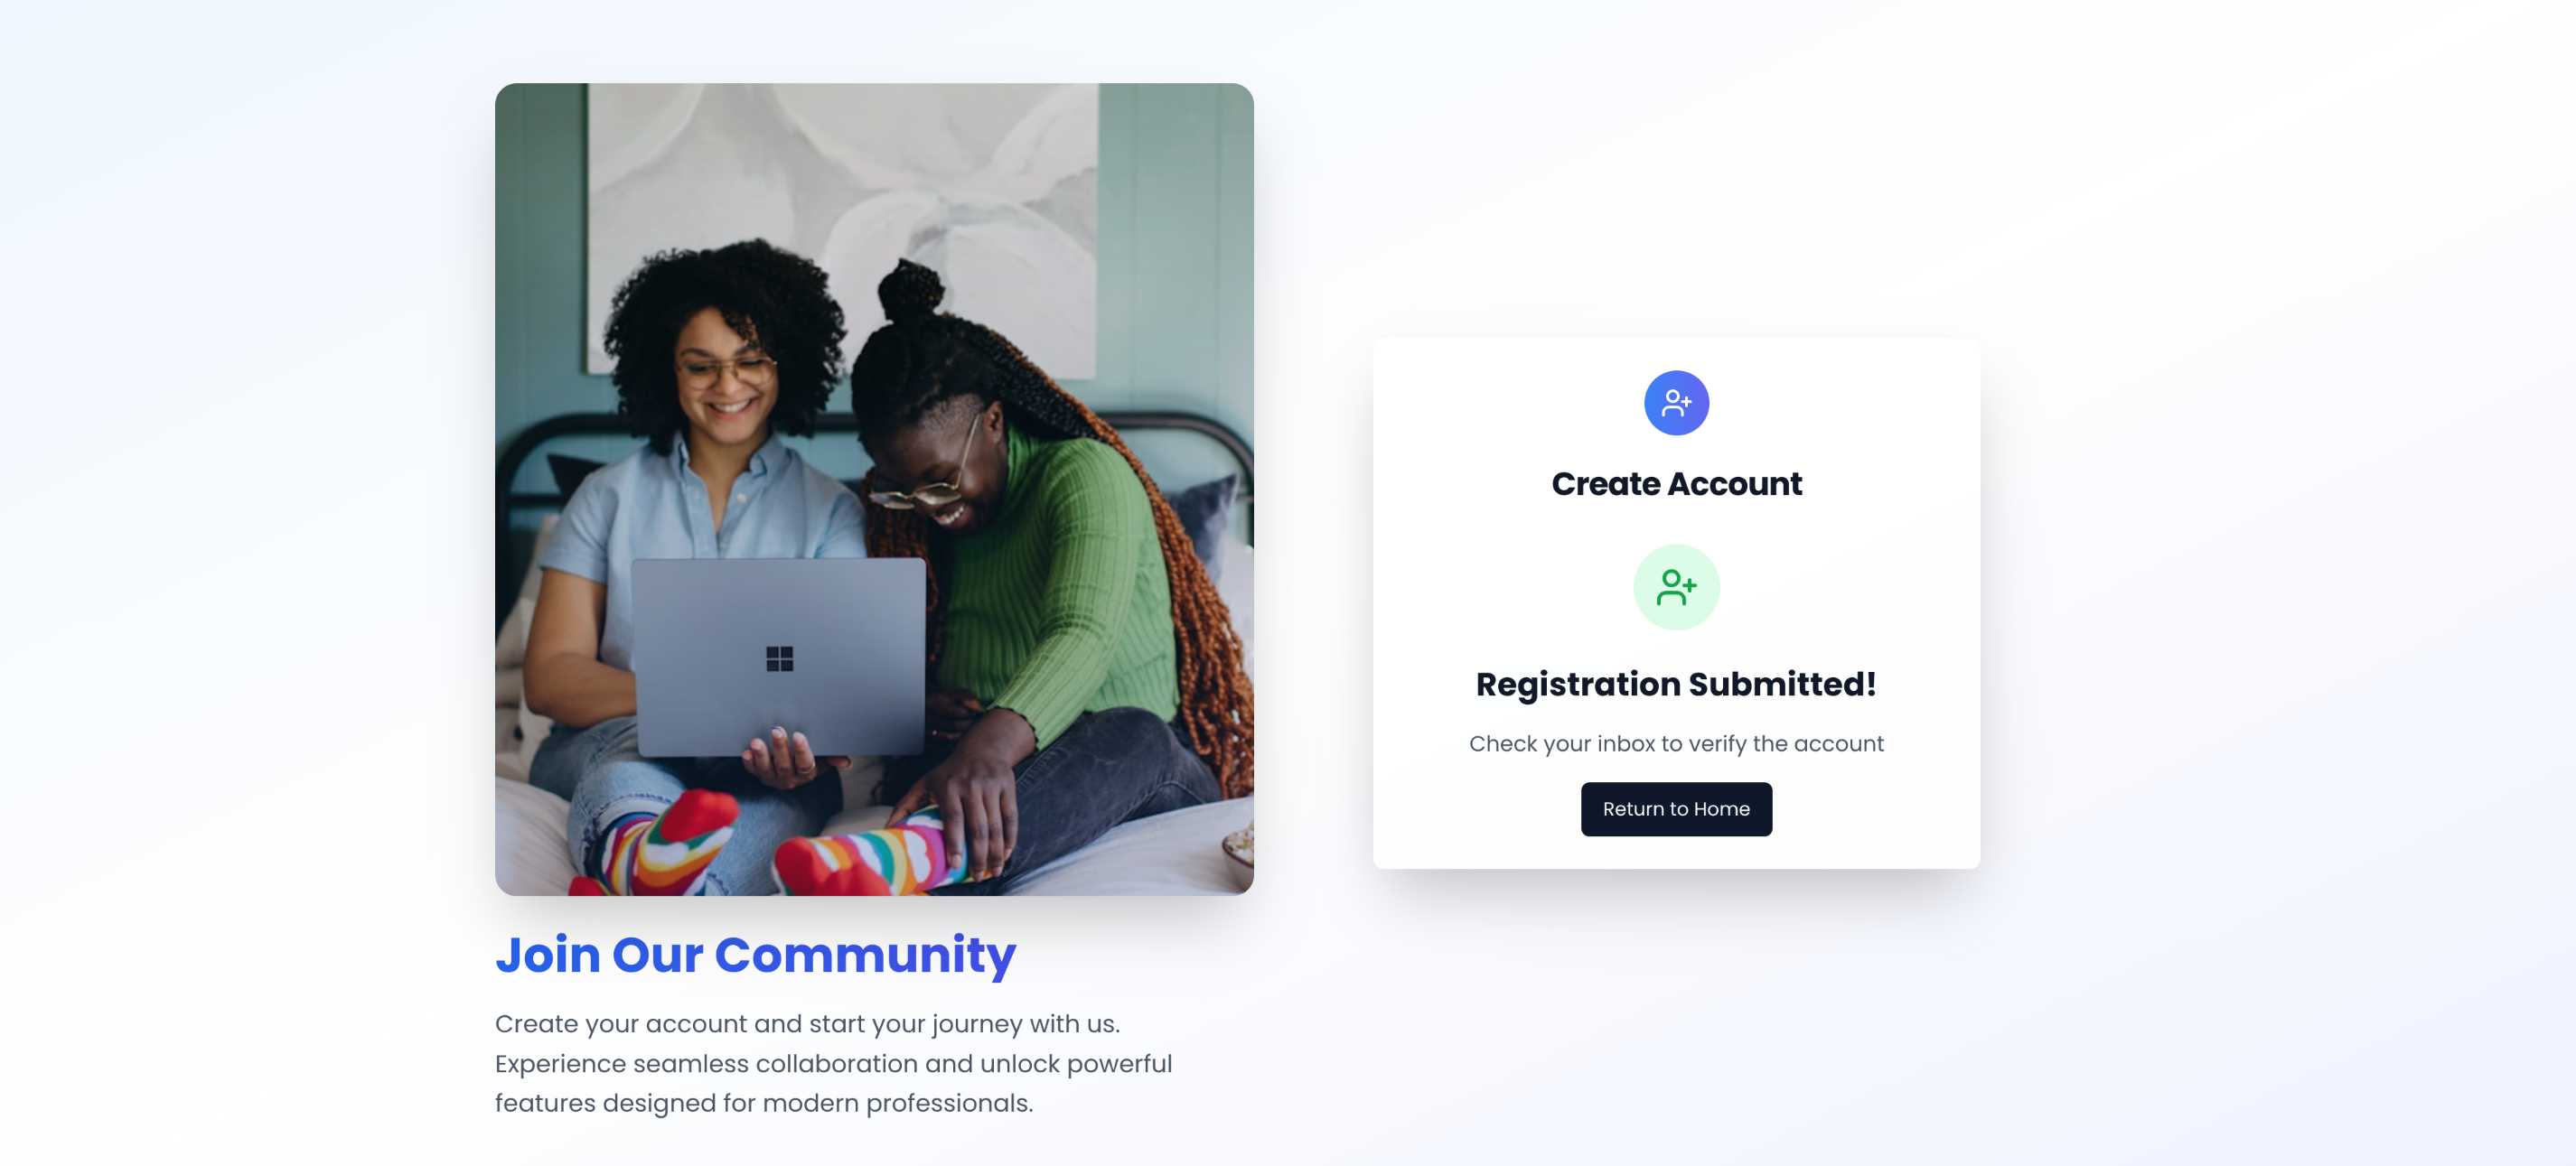 Create Account
Registration Submitted!
Check your inbox to verify the account
Return to Home
Join Our Community
Create your account and start your journey with us.
Experience seamless collaboration and unlock powerful
features designed for modern professionals.